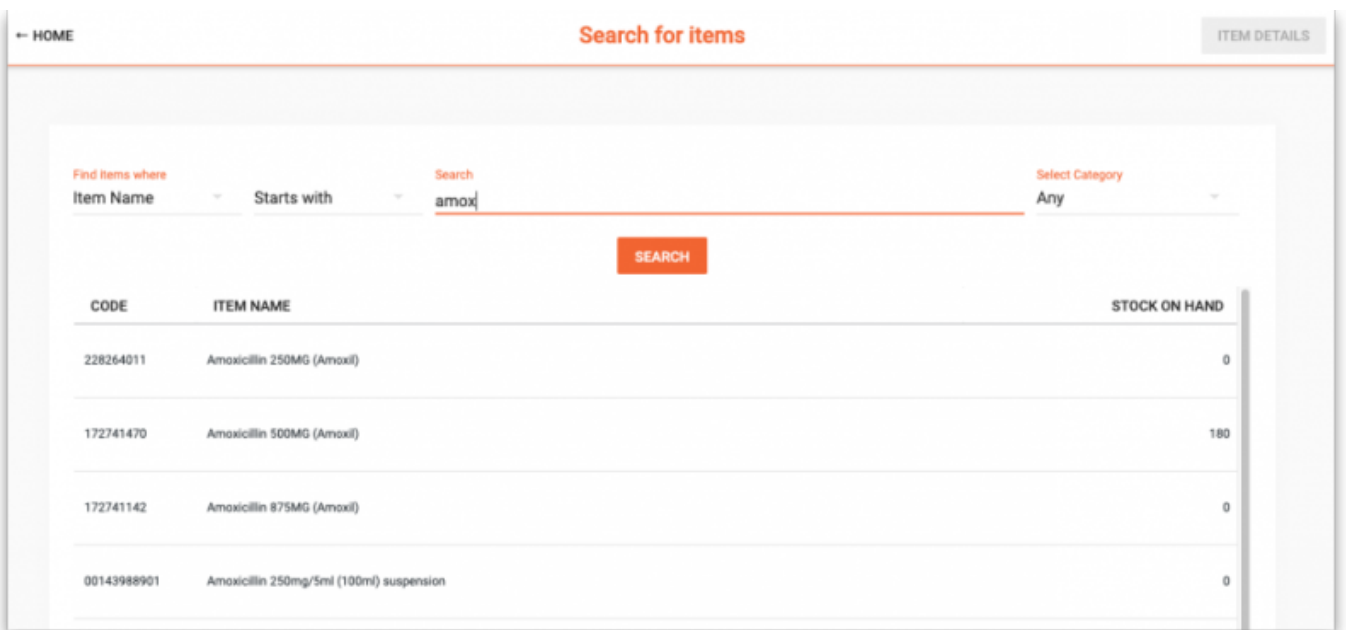 ← HOME Search for items ITEM DETAILS
Find Items where Search Select Category
Item Name Starts with amox Any
SEARCH
CODE ITEM NAME STOCK ON HAND
228264011 Amoxicillin 250MG (Amoxil) 0
172741470 Amoxicillin 500MG (Amoxil) 180
172741142 Amoxicillin 875MG (Amoxil) 0
00143988901 Amoxicillin 250mg/5ml (100ml) suspension 0